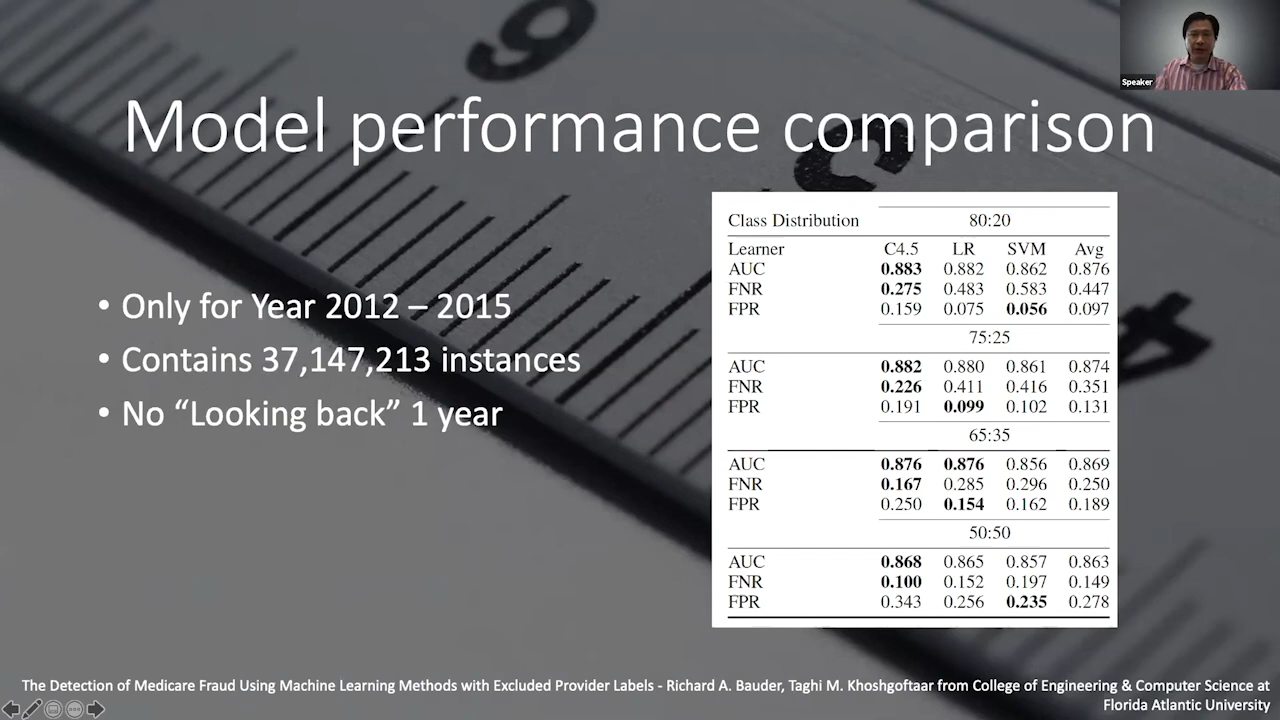 Speaker
Model performance comparison
• Only for Year 2012 – 2015
• Contains 37,147,213 instances
• No “Looking back” 1 year
Class Distribution 80:20
Learner C4.5 LR SVM Avg
AUC 0.883 0.882 0.862 0.876
FNR 0.275 0.483 0.583 0.447
FPR 0.159 0.075 0.056 0.097
75:25
AUC 0.882 0.880 0.861 0.874
FNR 0.226 0.411 0.416 0.351
FPR 0.191 0.099 0.102 0.131
65:35
AUC 0.876 0.876 0.856 0.869
FNR 0.167 0.285 0.296 0.250
FPR 0.250 0.154 0.162 0.189
50:50
AUC 0.868 0.865 0.857 0.863
FNR 0.100 0.152 0.197 0.149
FPR 0.343 0.256 0.235 0.278
The Detection of Medicare Fraud Using Machine Learning Methods with Excluded Provider Labels - Richard A. Bauder, Taghi M. Khoshgoftaar from College of Engineering & Computer Science at
Florida Atlantic University